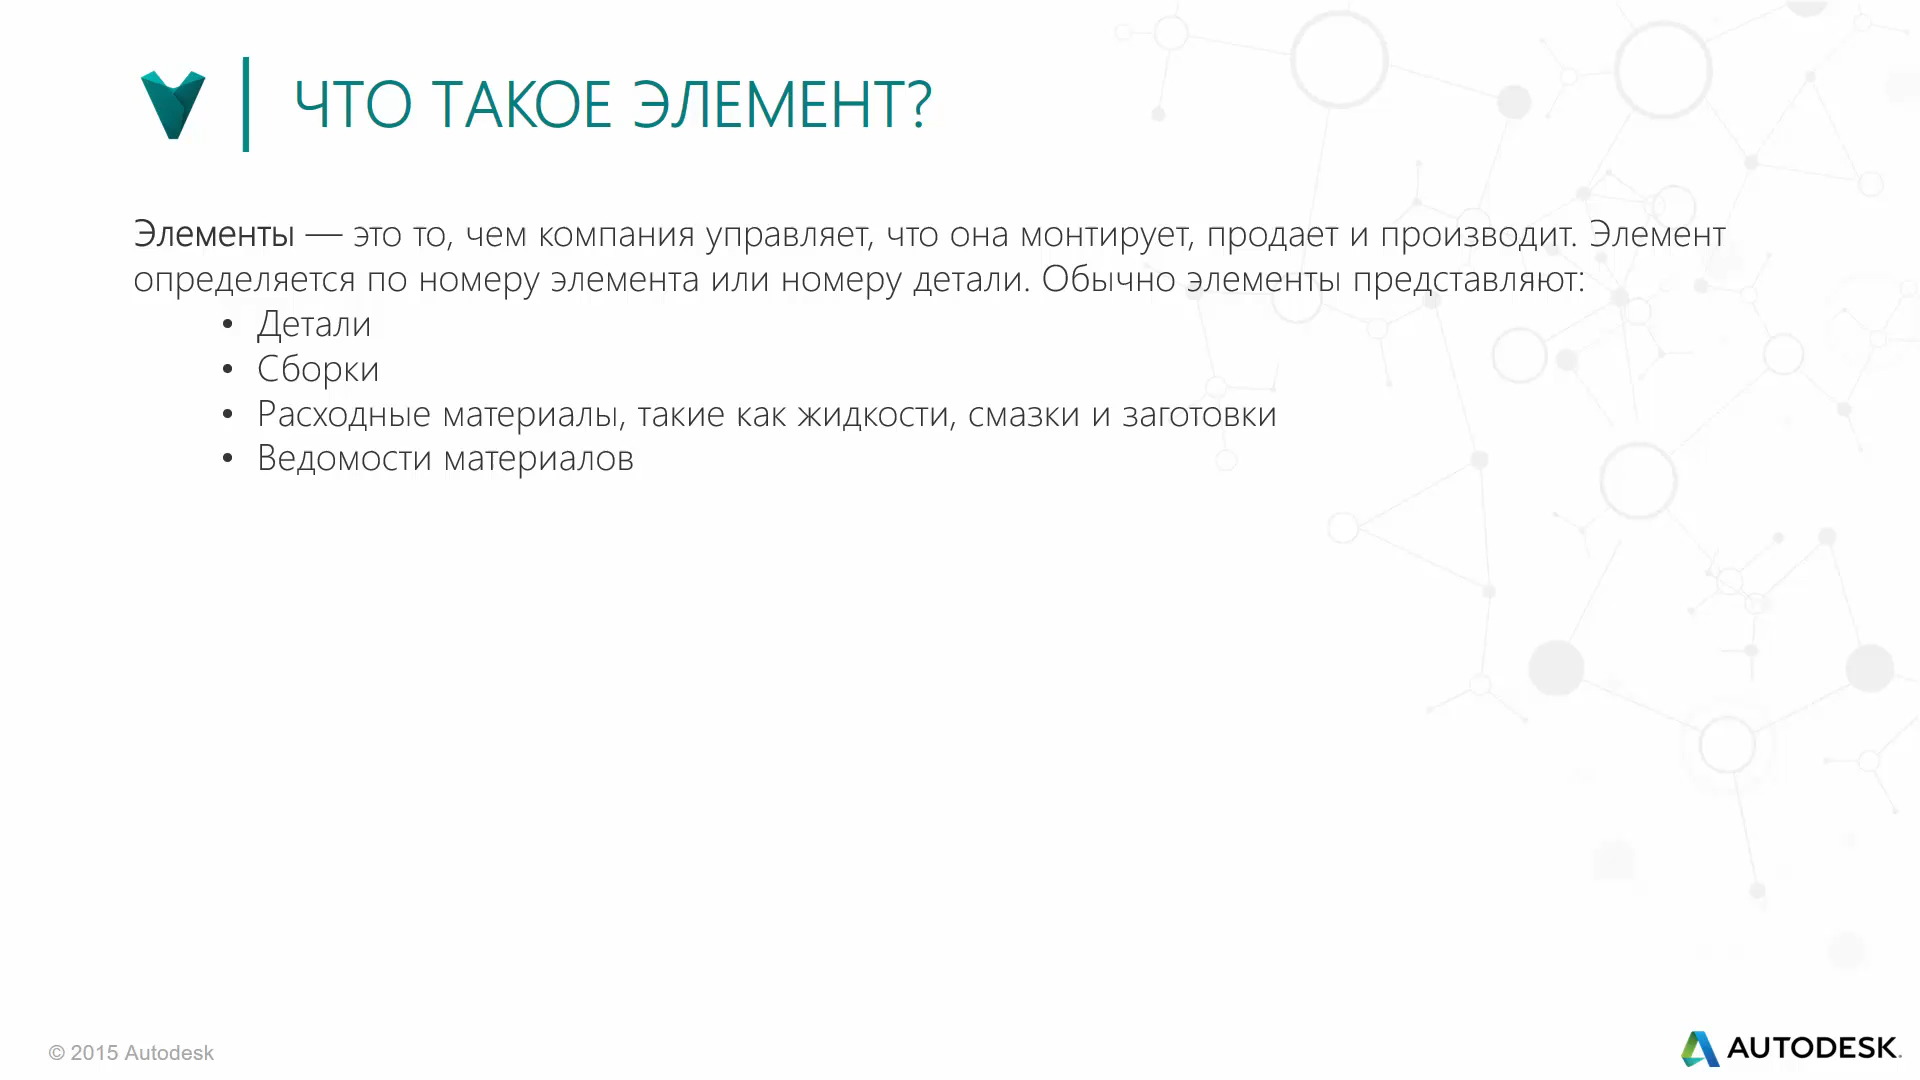 ЧТО ТАКОЕ ЭЛЕМЕНТ?
Элементы — это то, чем компания управляет, что она монтирует, продает и производит. Элемент
определяется по номеру элемента или номеру детали. Обычно элементы представляют:
• Детали
• Сборки
• Расходные материалы, такие как жидкости, смазки и заготовки
• Ведомости материалов
© 2015 Autodesk
AUTODESK.